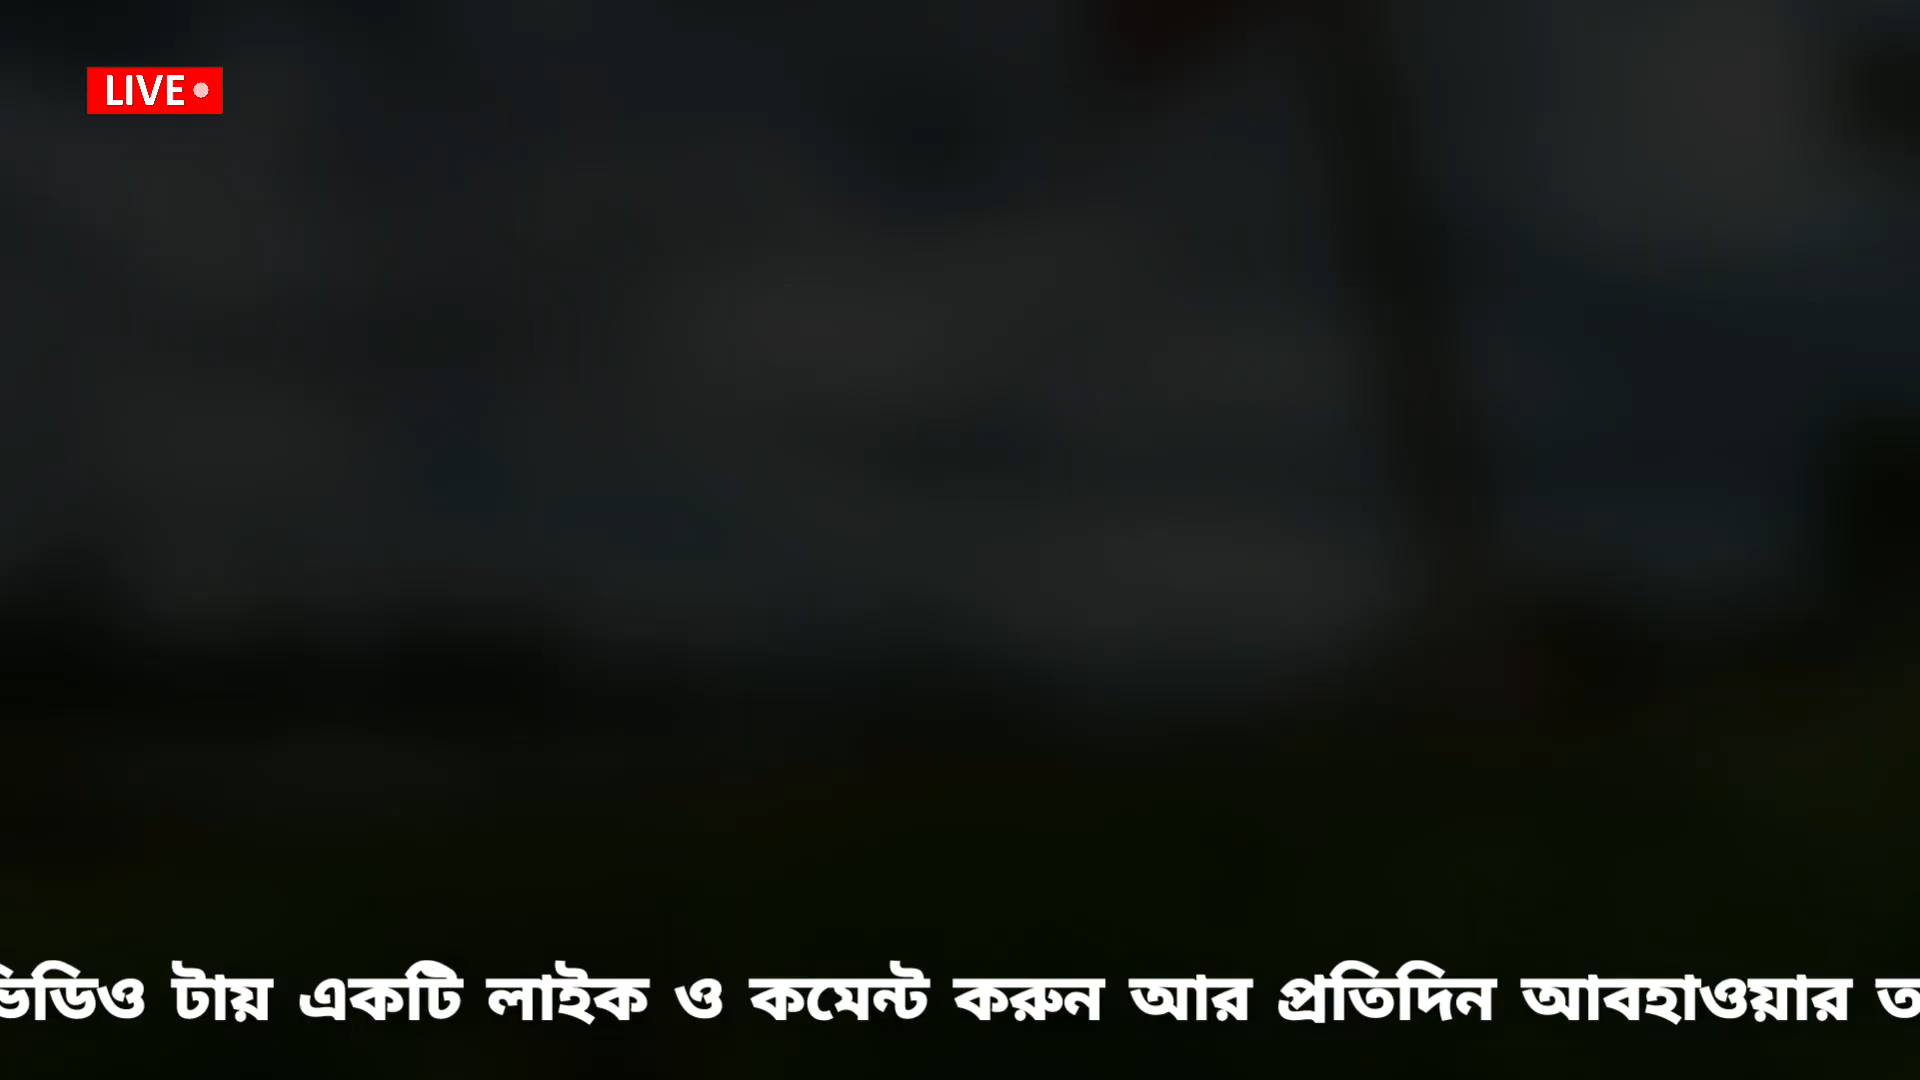 LIVE
ভিডিও টায় একটি লাইক ও কমেন্ট করুন আর প্রতিদিন আবহাওয়ার